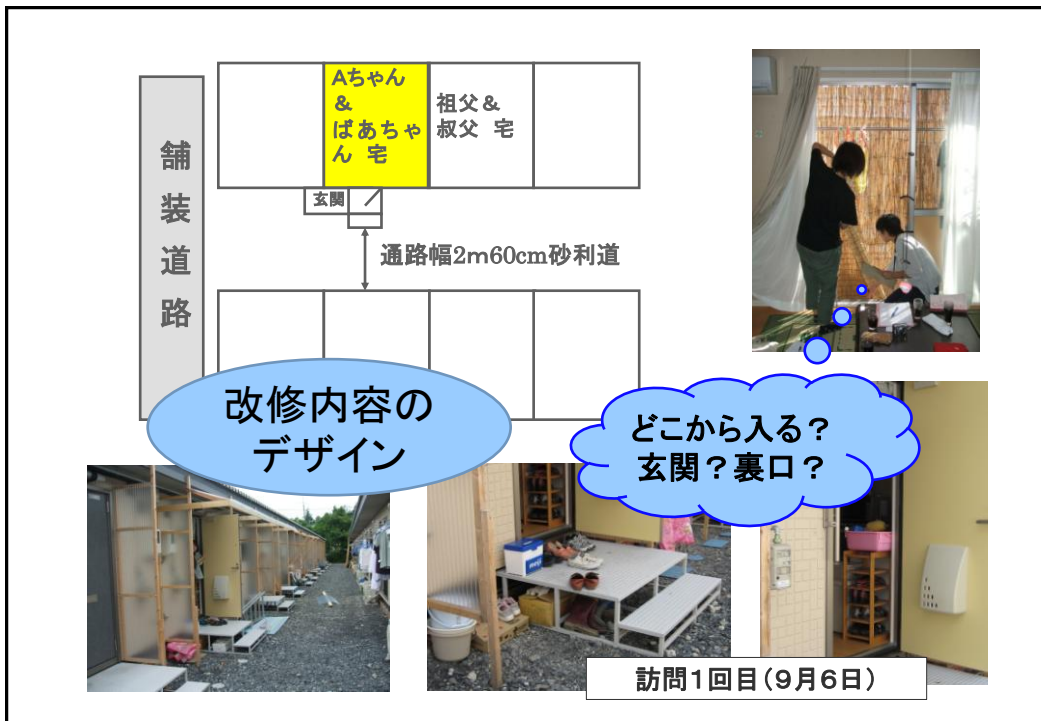 舗装道路
Aちゃん
&
ばあちゃ
ん 宅
祖父&
叔父 宅
玄関
通路幅2m60cm砂利道
改修内容の
デザイン
どこから入る?
玄関?裏口?
訪問1回目(9月6日)
meiji